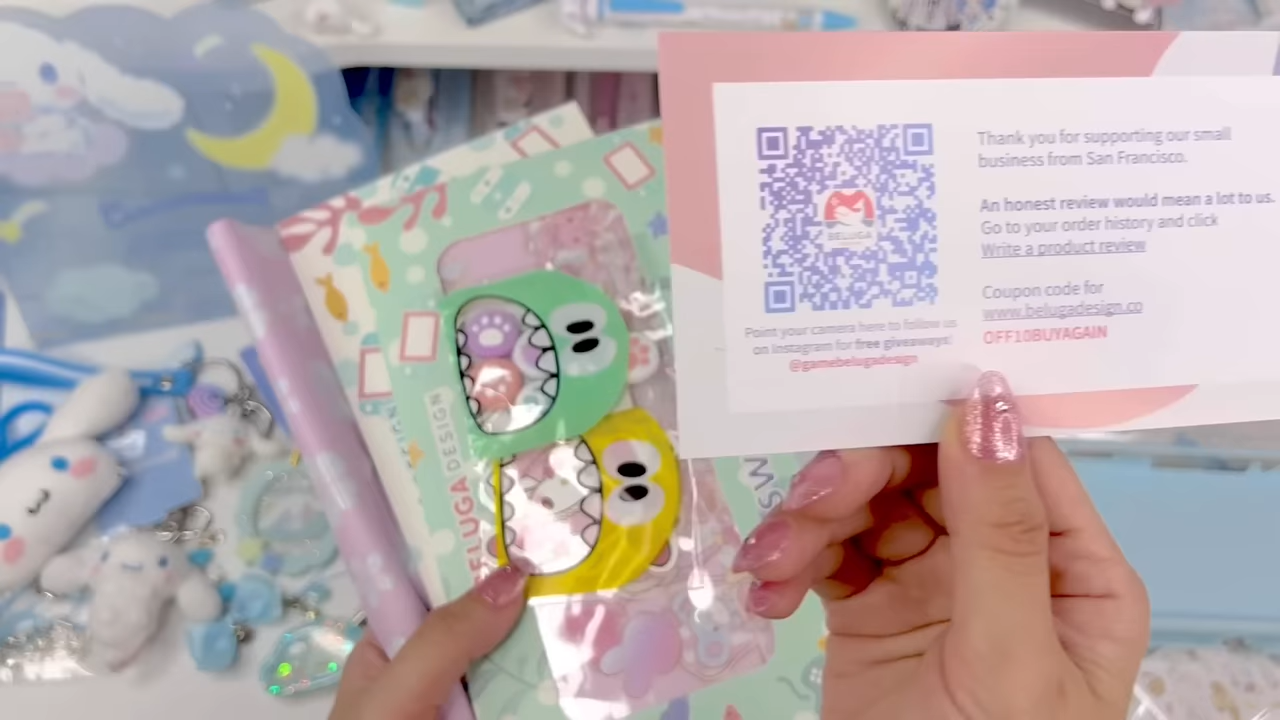 BELUGA
Thank you for supporting our small
business from San Francisco.
An honest review would mean a lot to us.
Go to your order history and click
Write a product review
Coupon code for
www.belugadesign.co
OFF10BUYAGAIN
Point your camera here to follow us
on Instagram for free giveaways!
@gamebelugadesign
BELUGA DESIGN
SW